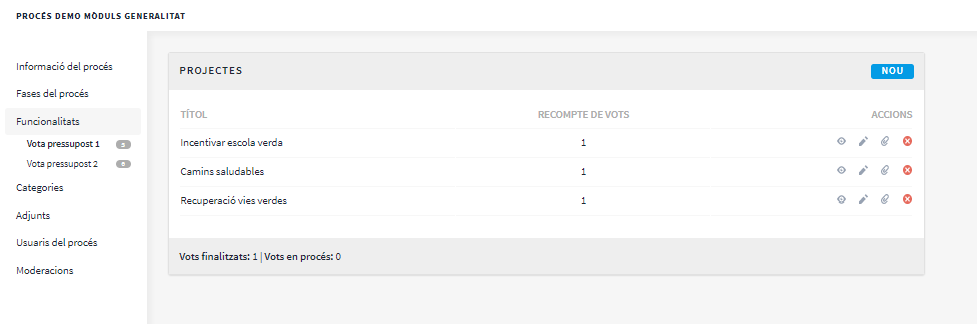 PROCÉS DEMO MÒDULS GENERALITAT
Informació del procés
Fases del procés
Funcionalitats
Vota pressupost 1
Vota pressupost 2
Categories
Adjunts
Usuaris del procés
Moderacions
PROJECTES NOU
TÍTOL RECOMPTE DE VOTS ACCIONS
Incentivar escola verda 1
Camins saludables 1
Recuperació vies verdes 1
Vots finalitzats: 1 | Vots en procés: 0